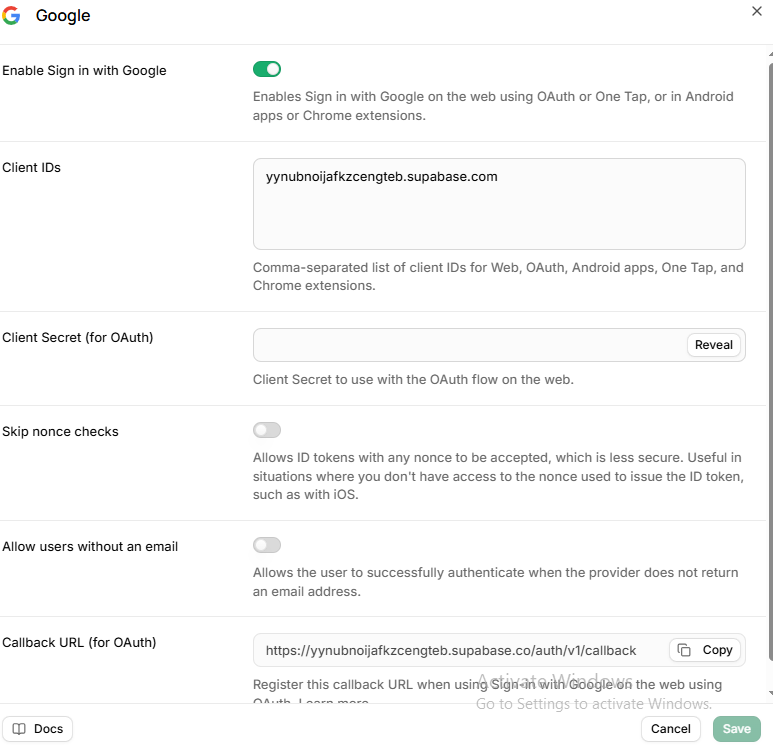 Google
Enable Sign in with Google
Enables Sign in with Google on the web using OAuth or One Tap, or in Android
apps or Chrome extensions.
Client IDs
yynubnoijafkzcengteb.supabase.com
Comma-separated list of client IDs for Web, OAuth, Android apps, One Tap, and
Chrome extensions.
Client Secret (for OAuth)
Reveal
Client Secret to use with the OAuth flow on the web.
Skip nonce checks
Allows ID tokens with any nonce to be accepted, which is less secure. Useful in
situations where you don't have access to the nonce used to issue the ID token,
such as with iOS.
Allow users without an email
Allows the user to successfully authenticate when the provider does not return
an email address.
Callback URL (for OAuth)
https://yynubnoijafkzcengteb.supabase.co/auth/v1/callback
Copy
Register this callback URL when using Sign-in with Google on the web using
OAuth. Learn more
Activate Windows
Go to Settings to activate Windows.
Docs
Cancel
Save